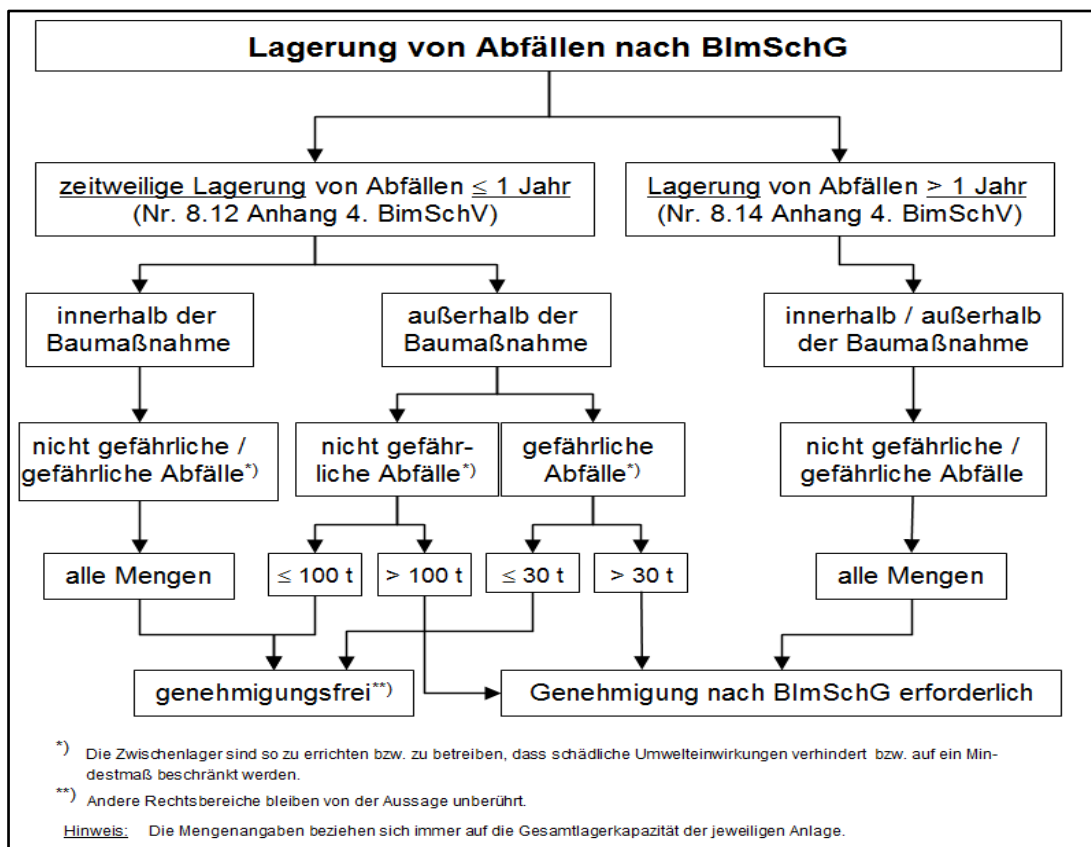 Lagerung von Abfällen nach BImSchG
zeitweilige Lagerung von Abfällen ≤ 1 Jahr
(Nr. 8.12 Anhang 4. BimSchV)
Lagerung von Abfällen > 1 Jahr
(Nr. 8.14 Anhang 4. BimSchV)
innerhalb der
Baumaßnahme
außerhalb der
Baumaßnahme
innerhalb / außerhalb
der Baumaßnahme
nicht gefährliche /
gefährliche Abfälle*)
nicht gefähr-
liche Abfälle*)
gefährliche
Abfälle*)
nicht gefährliche /
gefährliche Abfälle
alle Mengen
≤ 100 t
> 100 t
≤ 30 t
> 30 t
alle Mengen
genehmigungsfrei**)
Genehmigung nach BImSchG erforderlich
*) Die Zwischenlager sind so zu errichten bzw. zu betreiben, dass schädliche Umwelteinwirkungen verhindert bzw. auf ein Min-
destmaß beschränkt werden.
**) Andere Rechtsbereiche bleiben von der Aussage unberührt.
Hinweis: Die Mengenangaben beziehen sich immer auf die Gesamtlagerkapazität der jeweiligen Anlage.